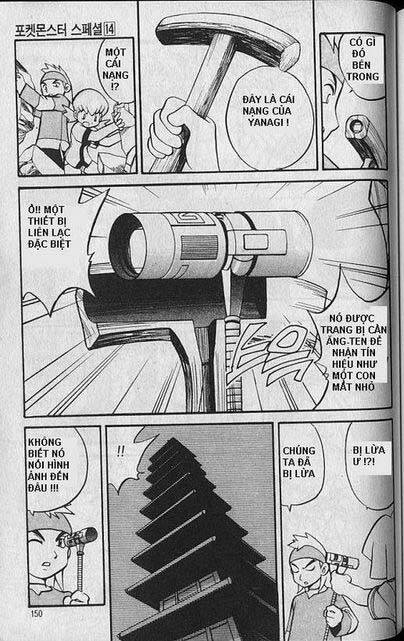 포켓몬스터 스페셜 14
MỘT
CÁI
NẠNG
!?
ĐÂY LÀ CÁI
NẠNG CỦA
YANAGI !
CÓ GÌ
ĐÓ
BÊN
TRONG
Ồ!! MỘT
THIẾT BỊ
LIÊN LẠC
ĐẶC BIỆT
NÓ ĐƯỢC
TRANG BỊ CẦN
ĂNG-TEN ĐỂ
NHẬN TÍN
HIỆU NHƯ
MỘT CON
MẮT NHỎ
KHÔNG
BIẾT NÓ
NỐI HÌNH
ẢNH ĐẾN
ĐÂU !!!
!!
CHÚNG
TA ĐÃ
BỊ LỪA
BỊ LỪA
Ư !?!
150